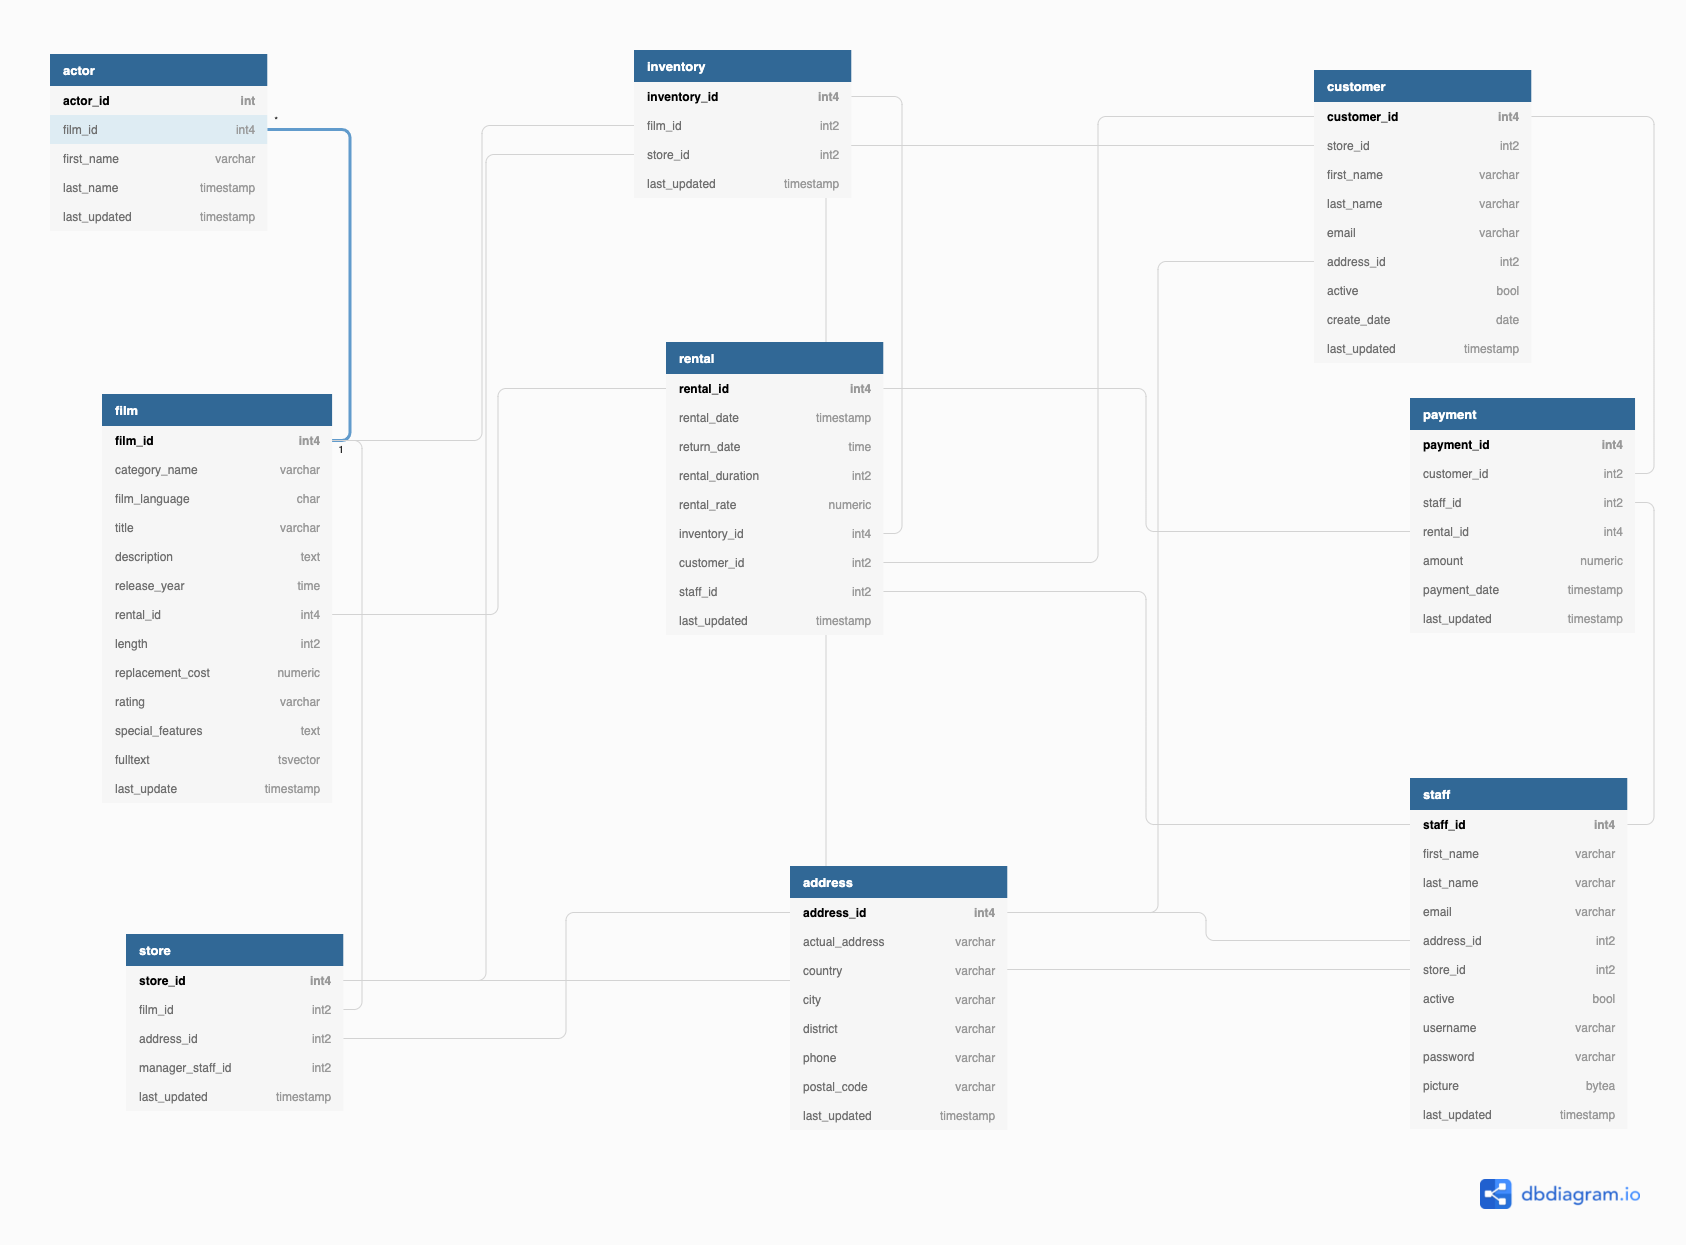 actor
actor_id int
film_id int4
first_name varchar
last_name timestamp
last_updated timestamp
*
inventory
inventory_id int4
film_id int2
store_id int2
last_updated timestamp
customer
customer_id int4
store_id int2
first_name varchar
last_name varchar
email varchar
address_id int2
active bool
create_date date
last_updated timestamp
film
film_id int4
category_name varchar
film_language char
title varchar
description text
release_year time
rental_id int4
length int2
replacement_cost numeric
rating varchar
special_features text
fulltext tsvector
last_update timestamp
1
rental
rental_id int4
rental_date timestamp
return_date time
rental_duration int2
rental_rate numeric
inventory_id int4
customer_id int2
staff_id int2
last_updated timestamp
payment
payment_id int4
customer_id int2
staff_id int2
rental_id int4
amount numeric
payment_date timestamp
last_updated timestamp
store
store_id int4
film_id int2
address_id int2
manager_staff_id int2
last_updated timestamp
address
address_id int4
actual_address varchar
country varchar
city varchar
district varchar
phone varchar
postal_code varchar
last_updated timestamp
staff
staff_id int4
first_name varchar
last_name varchar
email varchar
address_id int2
store_id int2
active bool
username varchar
password varchar
picture bytea
last_updated timestamp
dbdiagram.io